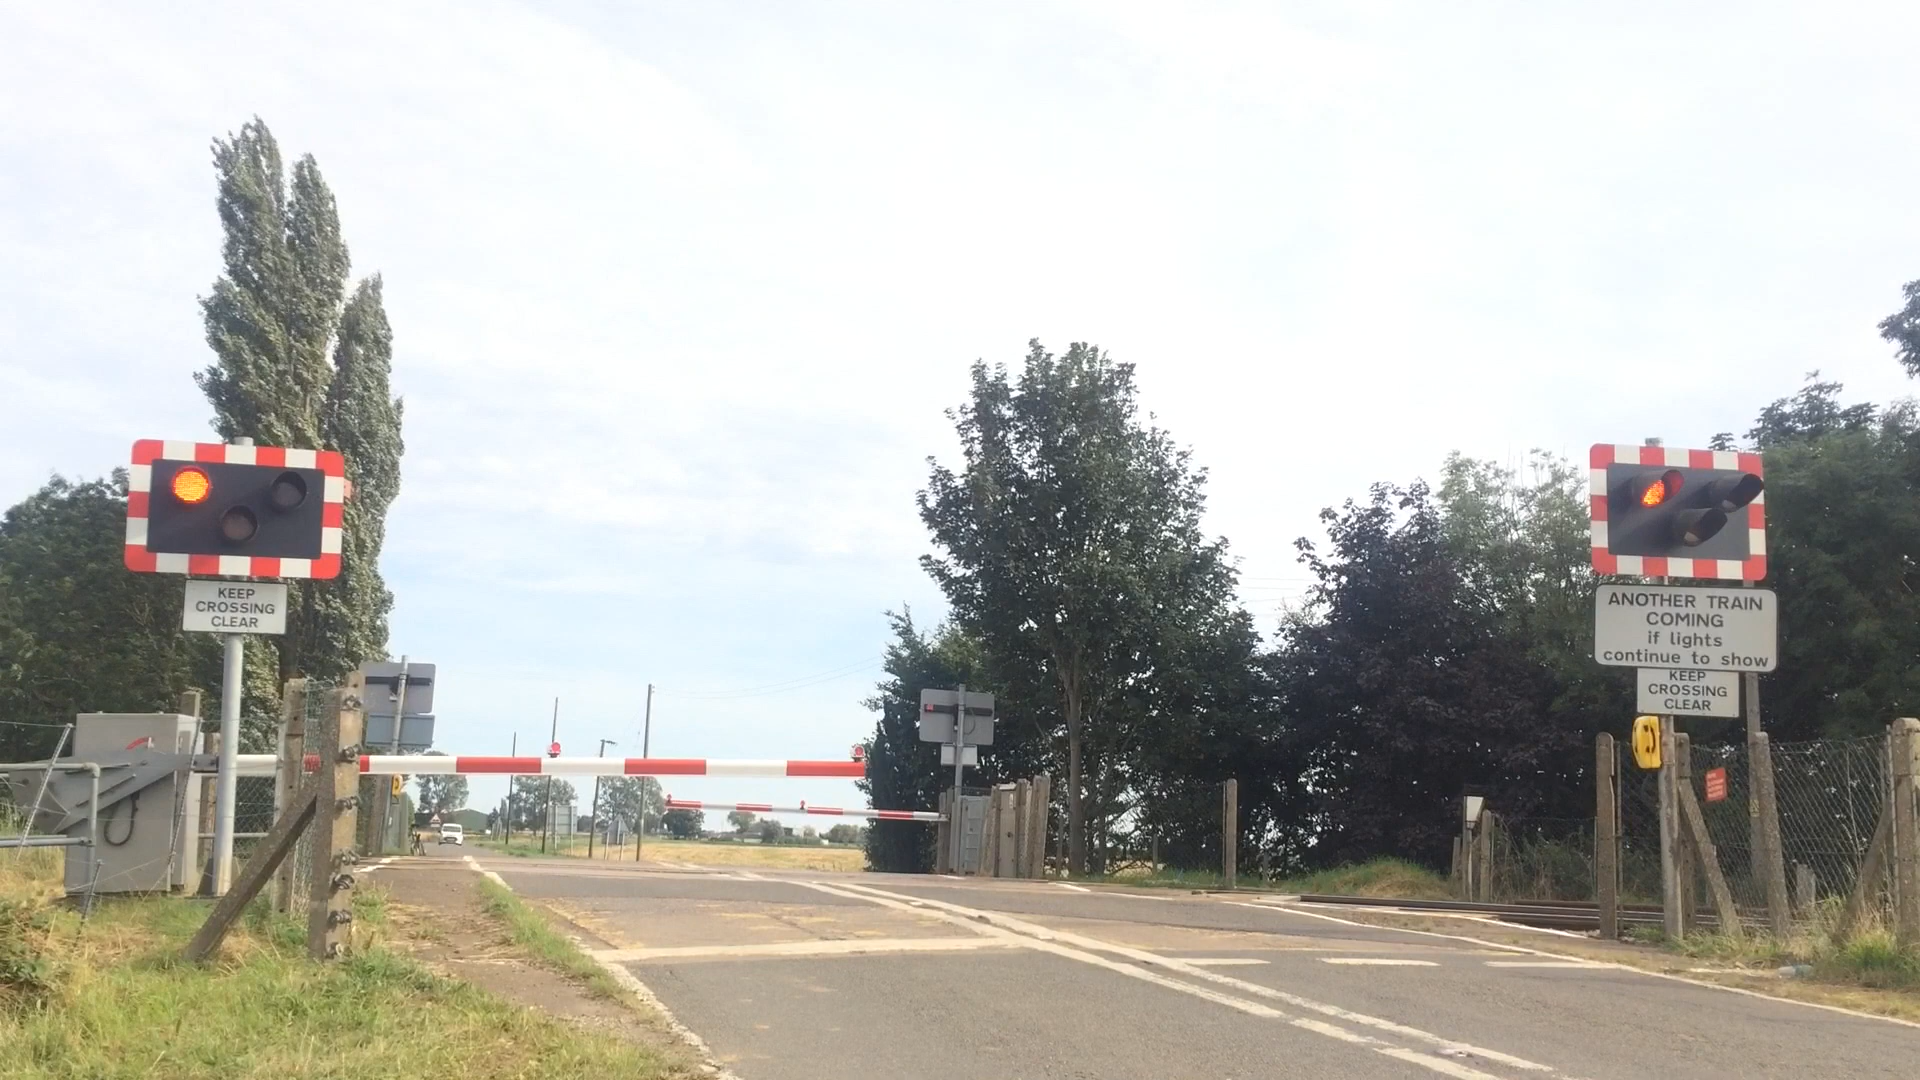 KEEP
CROSSING
CLEAR
ANOTHER TRAIN
COMING
if lights
continue to show
KEEP
CROSSING
CLEAR